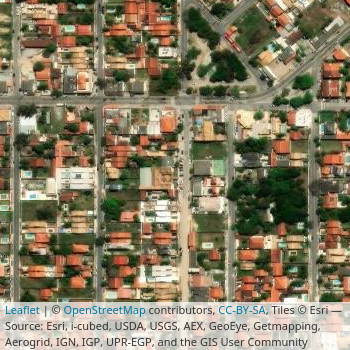 Leaflet | © OpenStreetMap contributors, CC-BY-SA, Tiles © Esri —
Source: Esri, i-cubed, USDA, USGS, AEX, GeoEye, Getmapping,
Aerogrid, IGN, IGP, UPR-EGP, and the GIS User Community